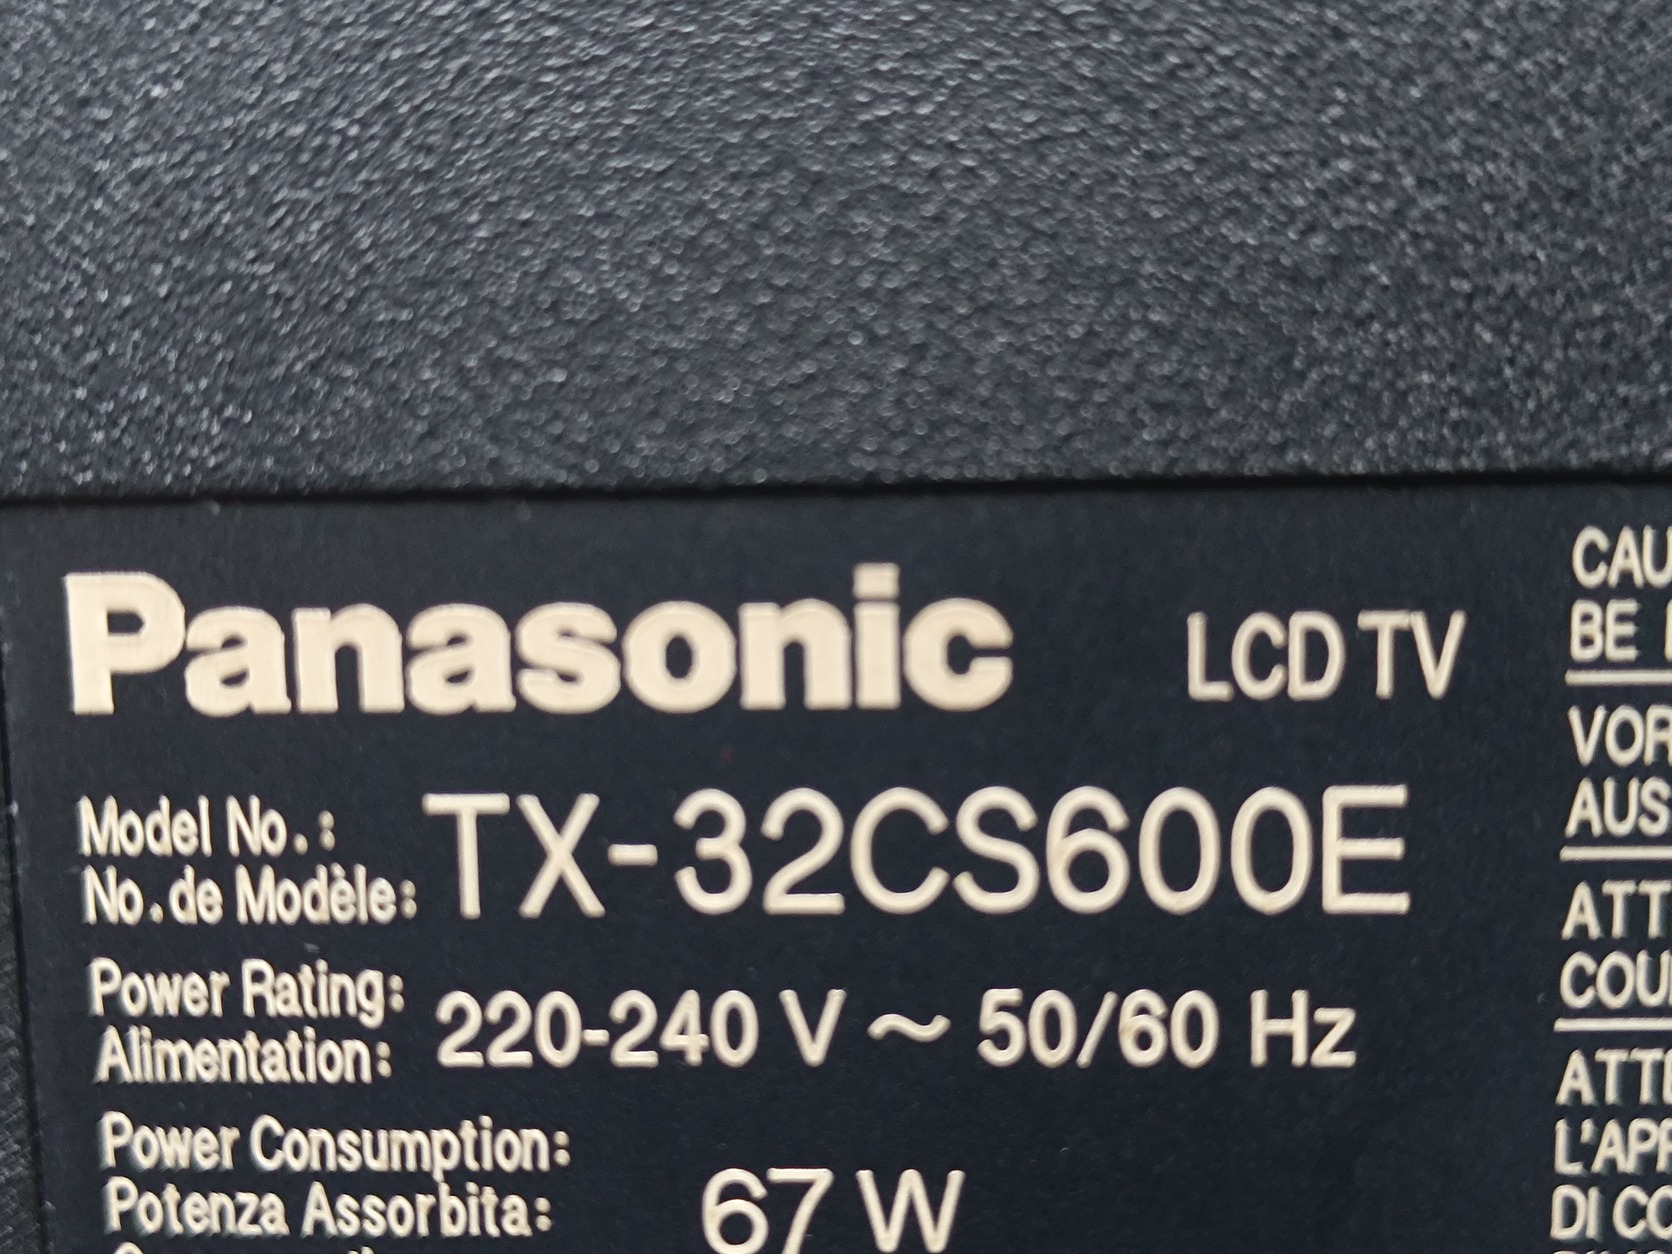 Panasonic LCD TV
Model No.: TX-32CS600E
No. de Modèle:
Power Rating: 220-240 V ~ 50/60 Hz
Alimentation:
Power Consumption: 67 W
Potenza Assorbita:
CAU
BE
VOR
AUS
ATT
COU
ATTE
L'APP
DI CO